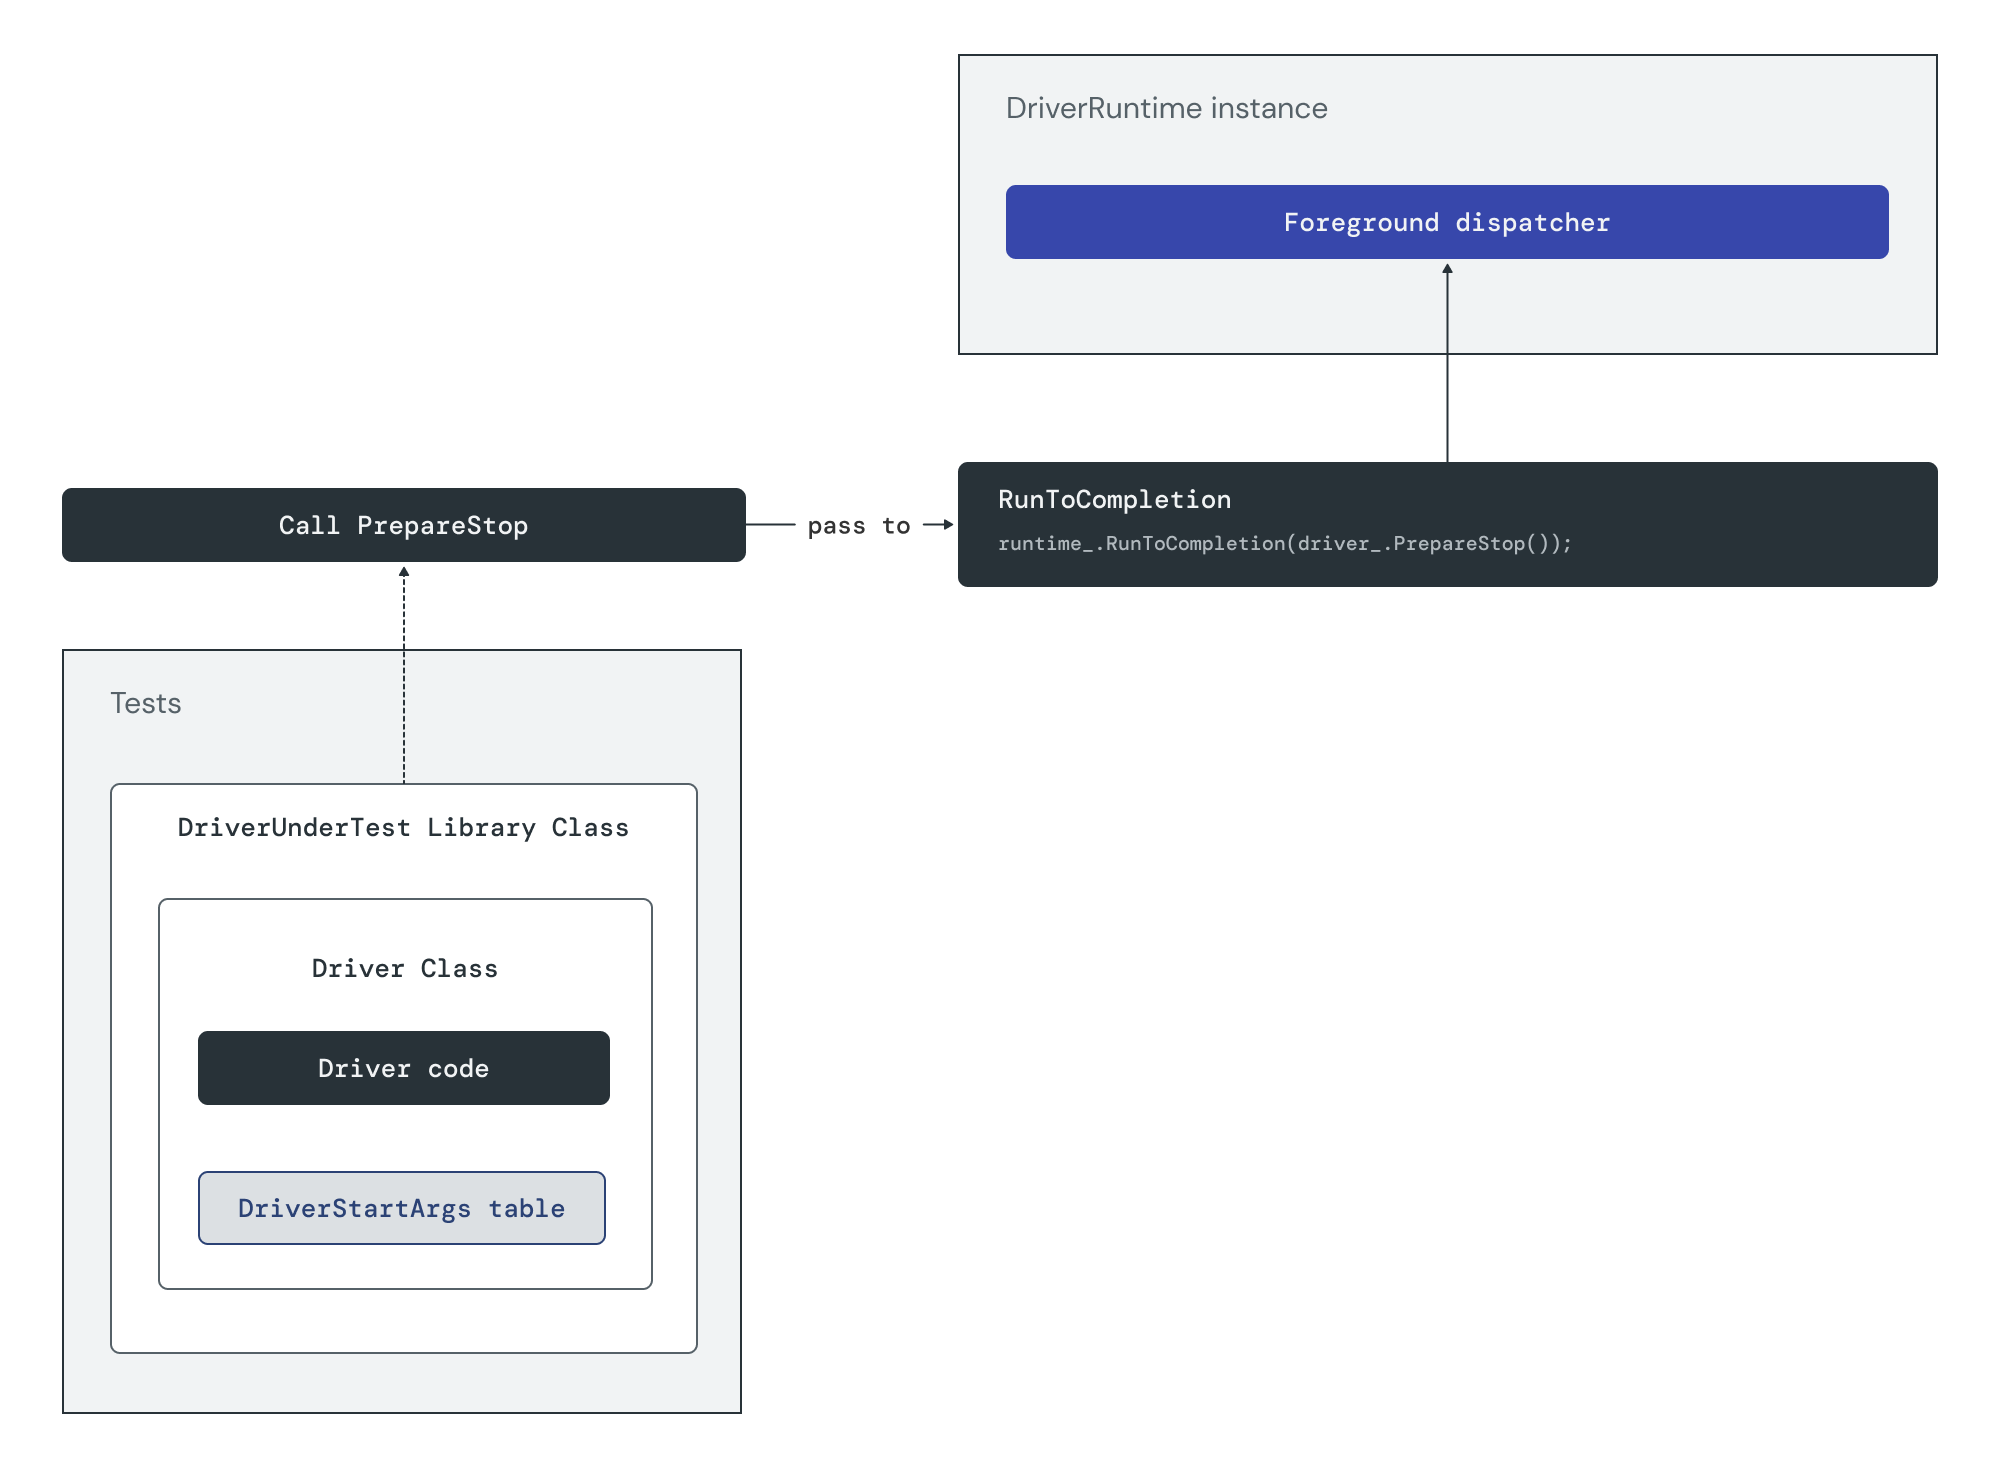 DriverRuntime instance
Foreground dispatcher
Call PrepareStop
pass to
RunToCompletion
runtime_.RunToCompletion(driver_.PrepareStop());
Tests
DriverUnderTest Library Class
Driver Class
Driver code
DriverStartArgs table